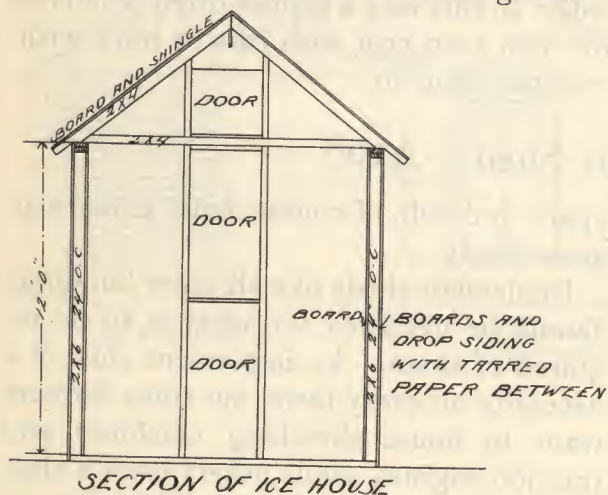 BOARD AND SHINGLE
2X4
DOOR
2X4
DOOR
12'-0"
2X6 24" O.C
2X6 24" O.C
BOARD
BOARDS AND
DROP SIDING
WITH TARRED
PAPER BETWEEN
DOOR
SECTION OF ICE HOUSE